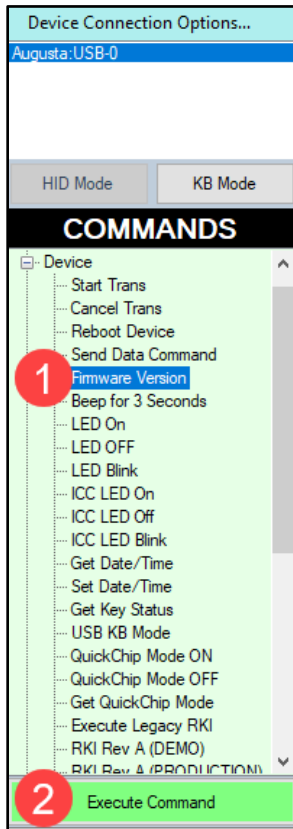 Device Connection Options...
Augusta:USB-0
HID Mode KB Mode
COMMANDS
Device
Start Trans
Cancel Trans
Reboot Device
Send Data Command
1 Firmware Version
Beep for 3 Seconds
LED On
LED OFF
LED Blink
ICC LED On
ICC LED Off
ICC LED Blink
Get Date/Time
Set Date/Time
Get Key Status
USB KB Mode
QuickChip Mode ON
QuickChip Mode OFF
Get QuickChip Mode
Execute Legacy RKI
RKI Rev A (DEMO)
RKI Rev A (PRODUCTION)
2 Execute Command